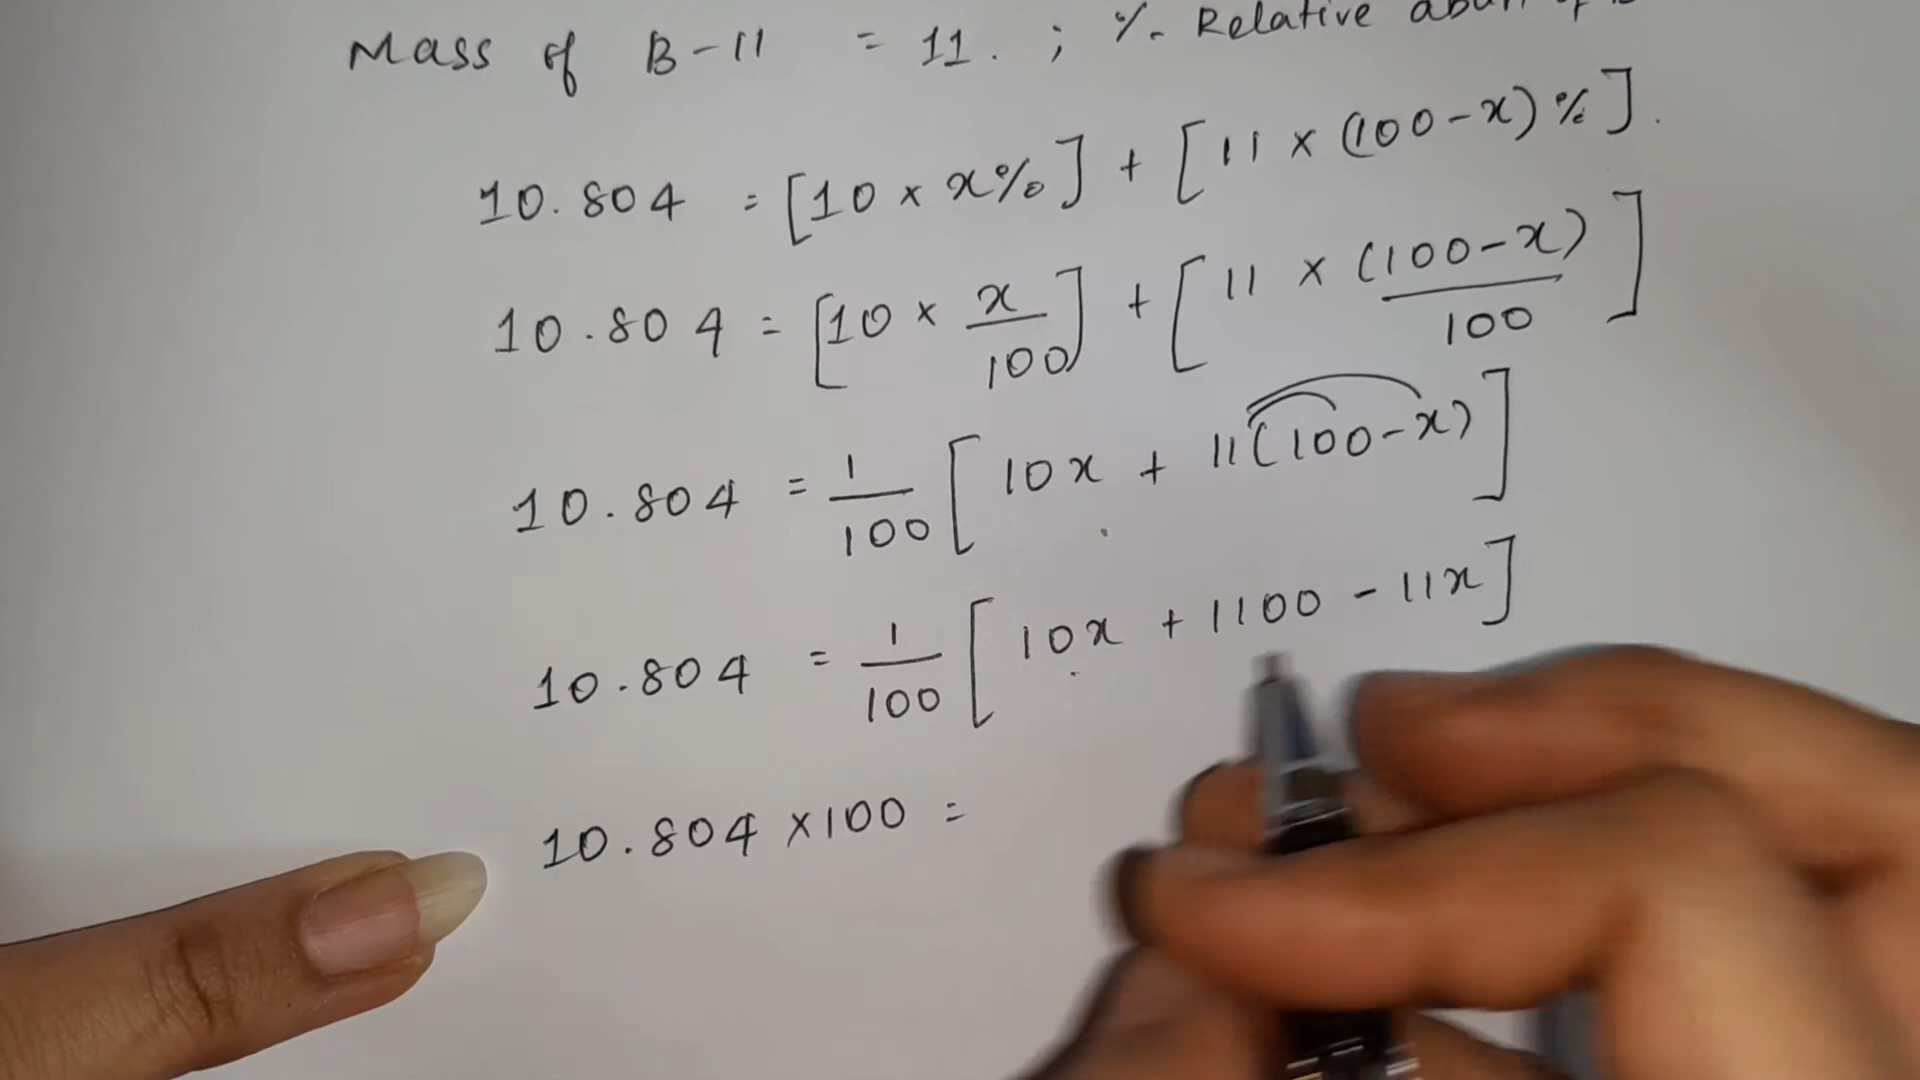 Mass of B-11 = 11. ; %. Relative
10.804 = [10 × x%] + [11 × (100-x)%].
10.804 = [10 × x/100] + [11 × (100-x)/100]
10.804 = 1/100 [10x + 11(100-x)]
10.804 = 1/100 [10x + 1100 - 11x]
10.804 ×100 =